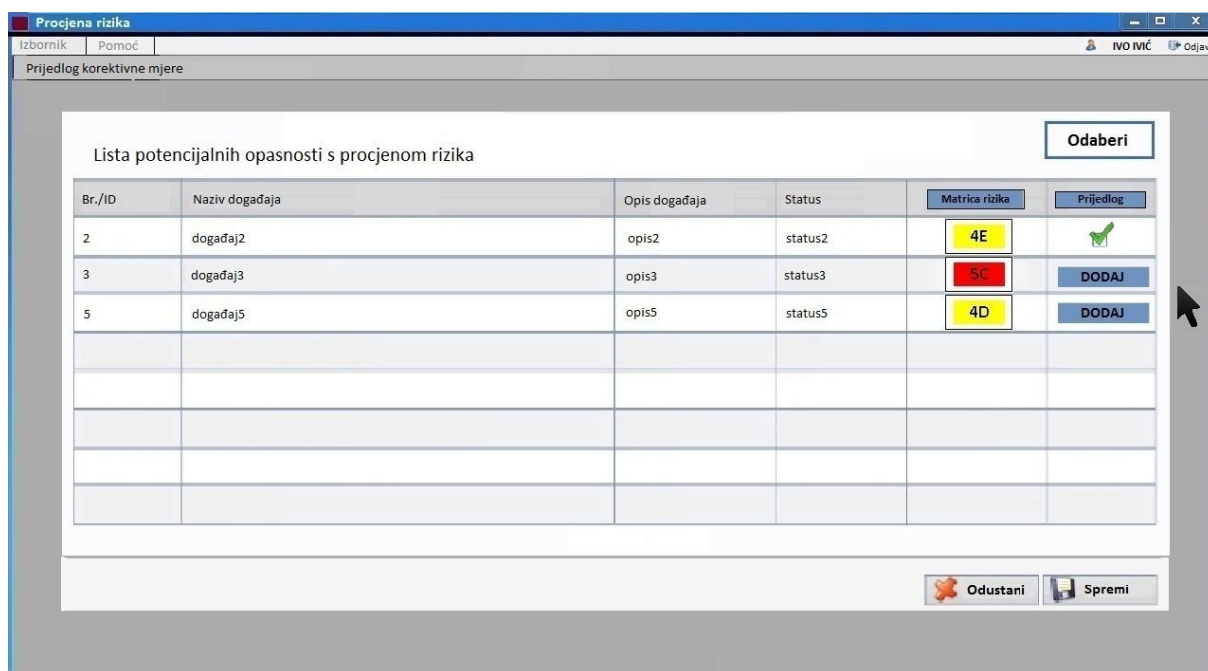 Procjena rizika
Izbornik Pomoć IVO IVIĆ Odjav
Prijedlog korektivne mjere
Odaberi
Lista potencijalnih opasnosti s procjenom rizika
Br./ID Naziv događaja Opis događaja Status Matrica rizika Prijedlog
2 događaj2 opis2 status2 4E
3 događaj3 opis3 status3 5C DODAJ
5 događaj5 opis5 status5 4D DODAJ
Odustani Spremi